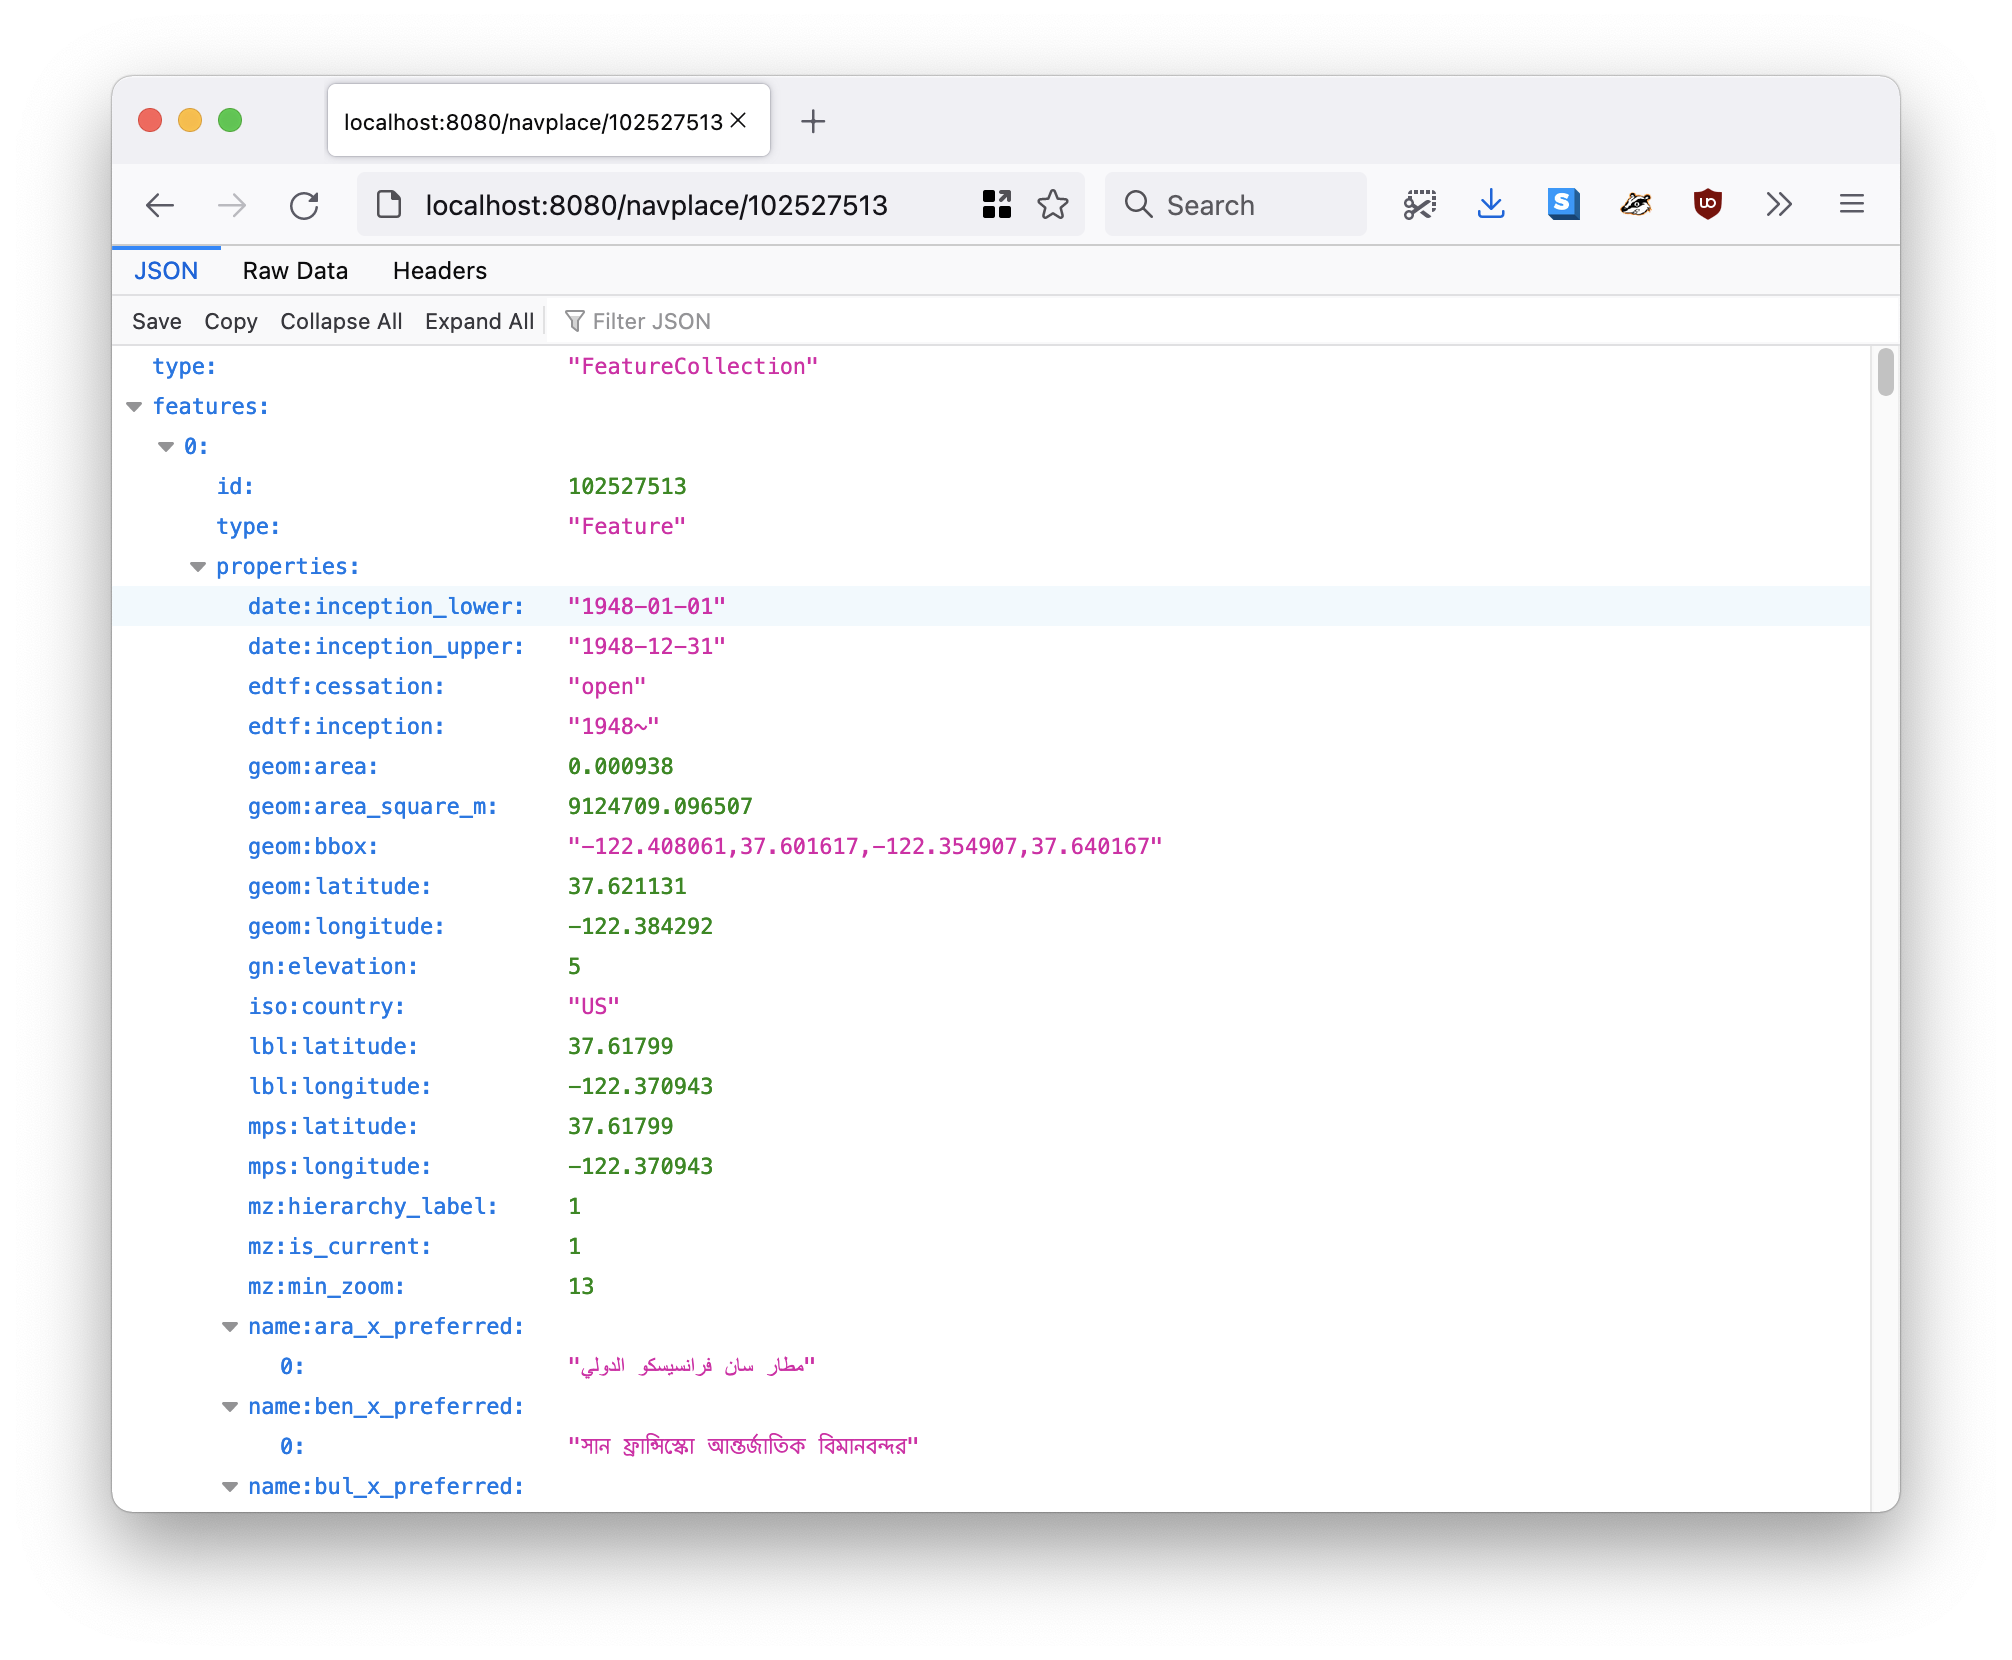 localhost:8080/navplace/102527513
localhost:8080/navplace/102527513
Search
S
UO
JSON Raw Data Headers
Save Copy Collapse All Expand All Filter JSON
type: "FeatureCollection"
features:
0:
id: 102527513
type: "Feature"
properties:
date:inception_lower: "1948-01-01"
date:inception_upper: "1948-12-31"
edtf:cessation: "open"
edtf:inception: "1948~"
geom:area: 0.000938
geom:area_square_m: 9124709.096507
geom:bbox: "-122.408061,37.601617,-122.354907,37.640167"
geom:latitude: 37.621131
geom:longitude: -122.384292
gn:elevation: 5
iso:country: "US"
lbl:latitude: 37.61799
lbl:longitude: -122.370943
mps:latitude: 37.61799
mps:longitude: -122.370943
mz:hierarchy_label: 1
mz:is_current: 1
mz:min_zoom: 13
name:ara_x_preferred:
0: "مطار سان فرانسيسكو الدولي"
name:ben_x_preferred:
0: "সান ফ্রান্সিস্কো আন্তর্জাতিক বিমানবন্দর"
name:bul_x_preferred: